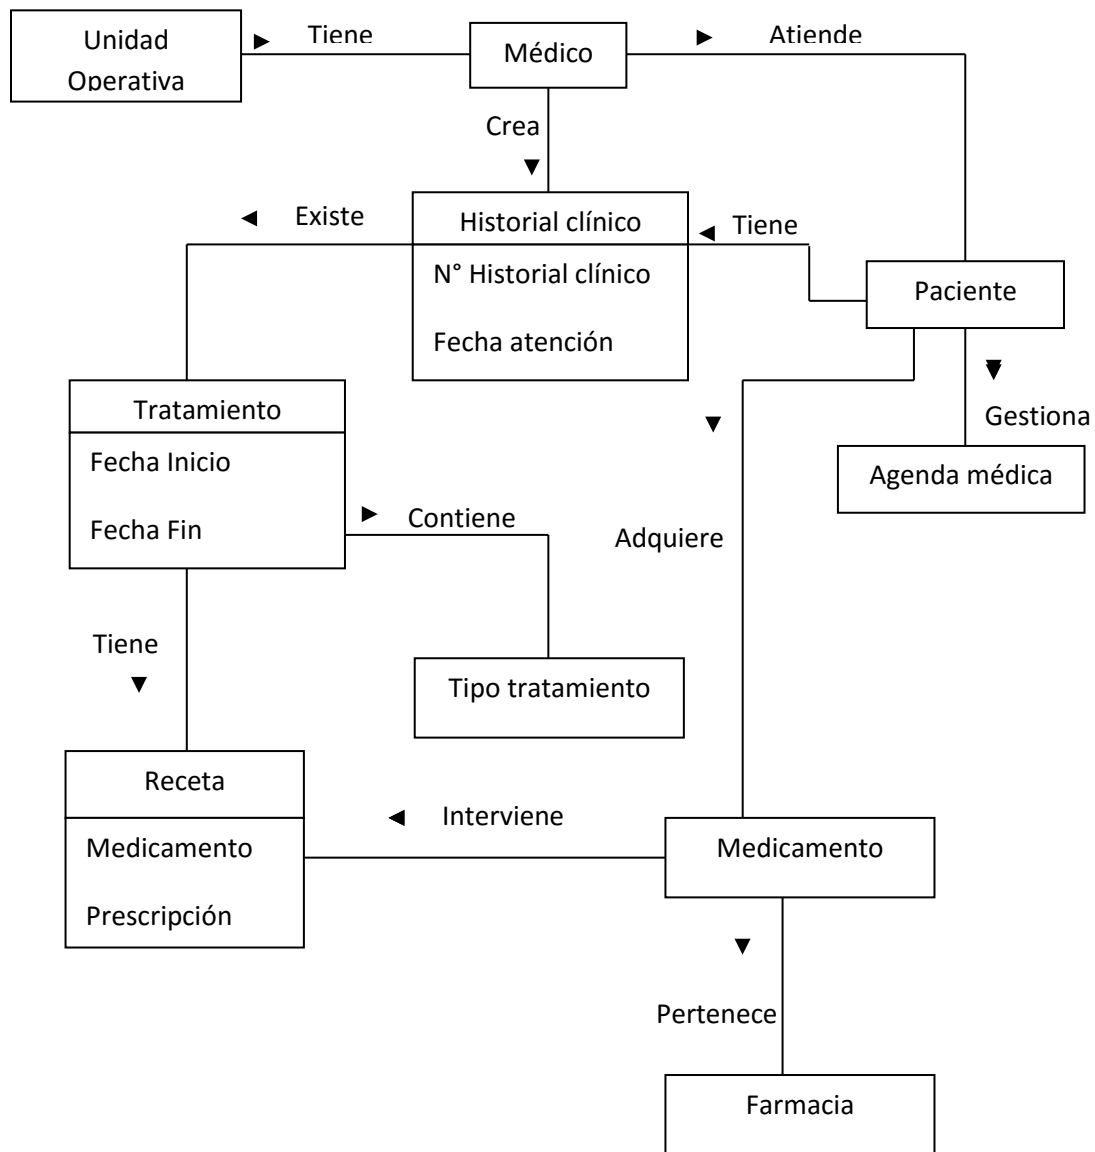 Unidad
Operativa
Tiene
Médico
Atiende
Crea
Existe
Historial clínico
Tiene
N° Historial clínico
Fecha atención
Paciente
Gestiona
Agenda médica
Tratamiento
Fecha Inicio
Fecha Fin
Contiene
Adquiere
Tiene
Tipo tratamiento
Receta
Medicamento
Prescripción
Interviene
Medicamento
Pertenece
Farmacia